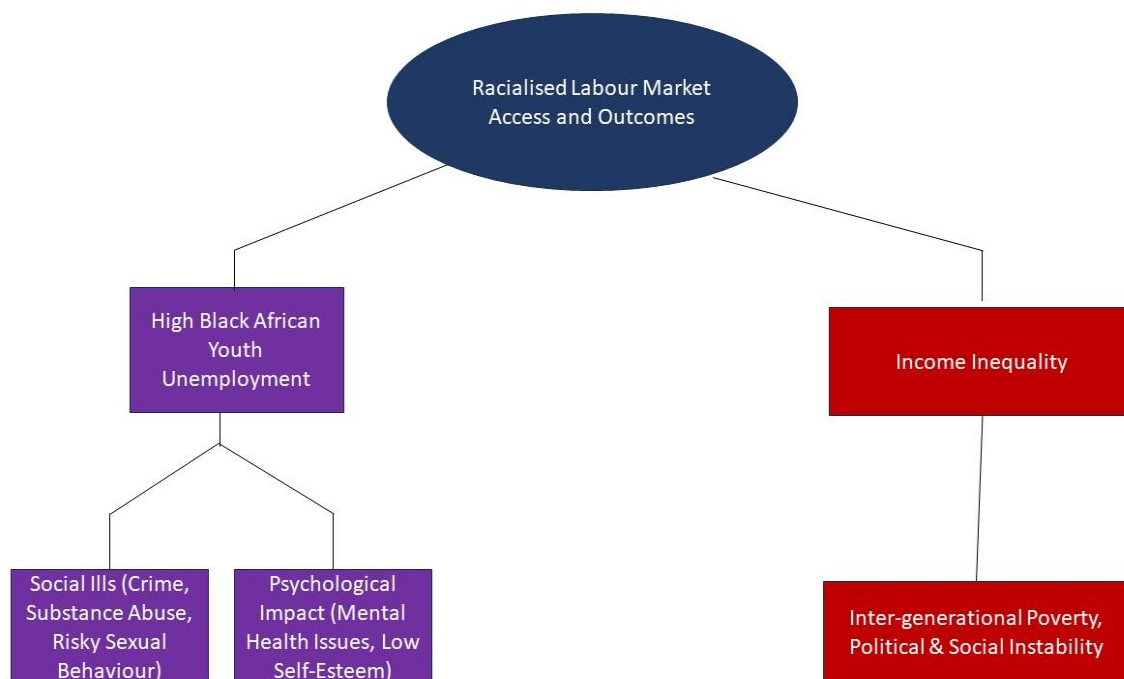 Racialised Labour Market
Access and Outcomes
High Black African
Youth
Unemployment
Income Inequality
Social Ills (Crime,
Substance Abuse,
Risky Sexual
Behaviour)
Psychological
Impact (Mental
Health Issues, Low
Self-Esteem)
Inter-generational Poverty,
Political & Social Instability